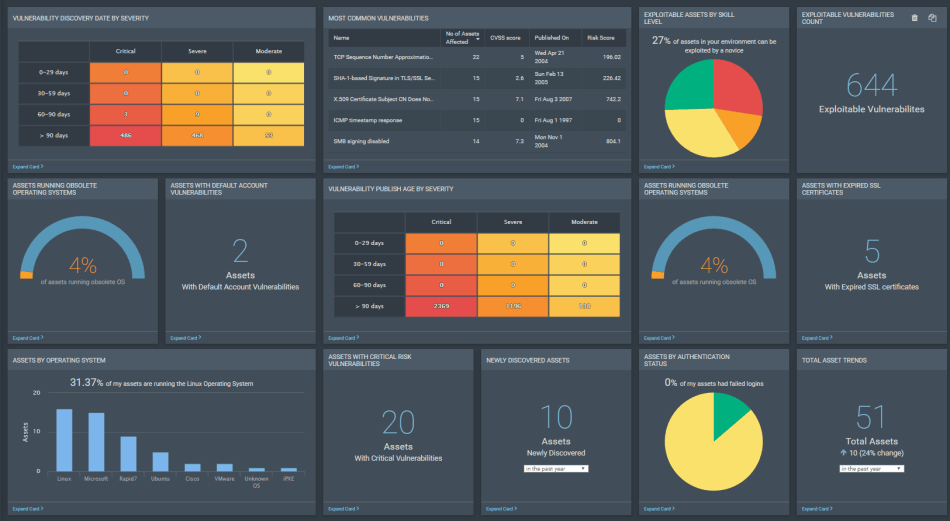 VULNERABILITY DISCOVERY DATE BY SEVERITY
Critical Severe Moderate
0-29 days 0 0 0
30-59 days 0 0 0
60-90 days 9 0
> 90 days 486 464
Expand Card >
MOST COMMON VULNERABILITIES
Name No of Assets Affected CVSS score Published On Risk Score
TCP Sequence Number Approximatio... 22 5 Wed Apr 21 2004 196.02
SHA-1-based Signature in TLS/SSL Se... 15 2.6 Sun Feb 13 2005 226.42
X.509 Certificate Subject CN Does No... 15 7.1 Fri Aug 3 2007 742.2
ICMP timestamp response 15 0 Fri Aug 1 1997 0
SMB signing disabled 14 7.3 Mon Nov 1 2004 804.1
Expand Card >
EXPLOITABLE ASSETS BY SKILL
LEVEL
27% of assets in your environment can be
exploited by a novice
Expand Card >
EXPLOITABLE VULNERABILITIES
COUNT
644
Exploitable Vulnerabilites
Expand Card >
ASSETS RUNNING OBSOLETE
OPERATING SYSTEMS
4%
of assets running obsolete OS
Expand Card >
ASSETS WITH DEFAULT ACCOUNT
VULNERABILITIES
2
Assets
With Default Account Vulnerabilities
Expand Card >
VULNERABILITY PUBLISH AGE BY SEVERITY
Critical Severe Moderate
0-29 days 0 0 0
30-59 days 0 0 0
60-90 days 0 0 0
> 90 days 2369 1196
Expand Card >
ASSETS RUNNING OBSOLETE
OPERATING SYSTEMS
4%
of assets running obsolete OS
Expand Card >
ASSETS WITH EXPIRED SSL
CERTIFICATES
5
Assets
With Expired SSL certificates
Expand Card >
ASSETS BY OPERATING SYSTEM
31.37% of my assets are running the Linux Operating System
Assets
20
10
0
Linux Microsoft Rapid7 Ubuntu Cisco VMware Unknown OS iPXE
Expand Card >
ASSETS WITH CRITICAL RISK
VULNERABILITIES
20
Assets
With Critical Vulnerabilities
Expand Card >
NEWLY DISCOVERED ASSETS
10
Assets
Newly Discovered
in the past year
Expand Card >
ASSETS BY AUTHENTICATION
STATUS
0% of my assets had failed logins
Expand Card >
TOTAL ASSET TRENDS
51
Total Assets
10 (24% change)
in the past year
Expand Card >